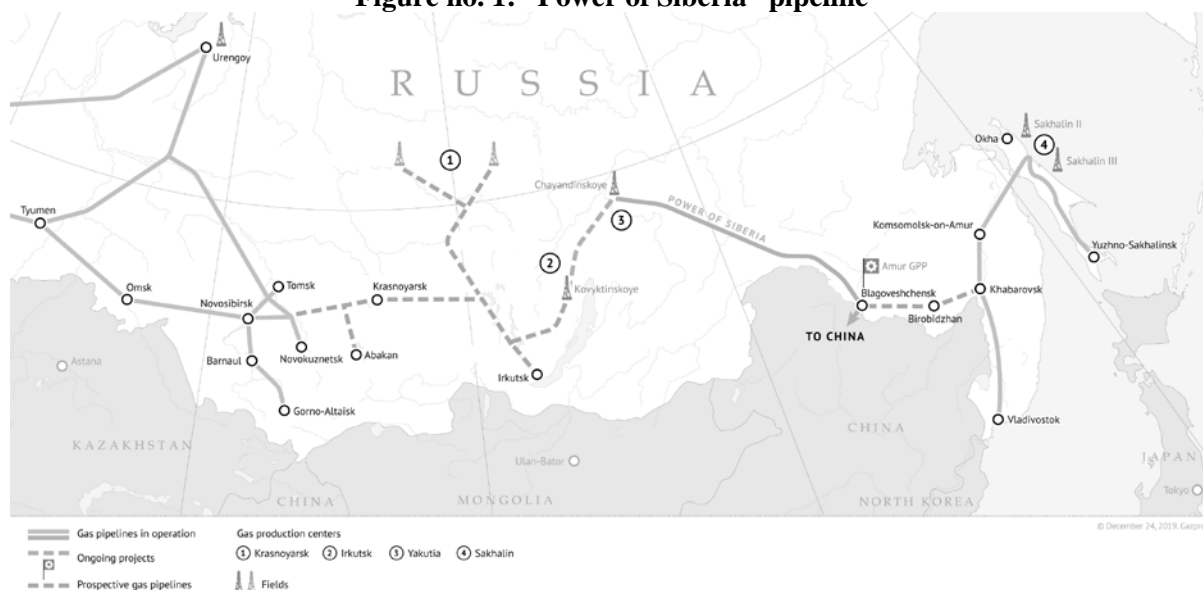 Figure no. 1. "Power of Siberia" pipeline
Urengoy
RUSSIA
Sakhalin II
Okha
4
Sakhalin III
1
Chayandinskoye
3
POWER OF SIBERIA
Tyumen
Komsomolsk-on-Amur
Yuzhno-Sakhalinsk
2
Amur GPP
Omsk
Tomsk
Krasnoyarsk
Kovyktinskoye
Novosibirsk
Blagoveshchensk
Khabarovsk
Birobidzhan
TO CHINA
Astana
Barnaul
Novokuznetsk
Abakan
Irkutsk
Gorno-Altaisk
Vladivostok
KAZAKHSTAN
CHINA
JAPAN
Ulan-Bator
Tokyo
CHINA
MONGOLIA
NORTH KOREA
© December 24, 2019. Gazpr
Gas pipelines in operation
Ongoing projects
Prospective gas pipelines
Gas production centers
1 Krasnoyarsk 2 Irkutsk 3 Yakutia 4 Sakhalin
Fields